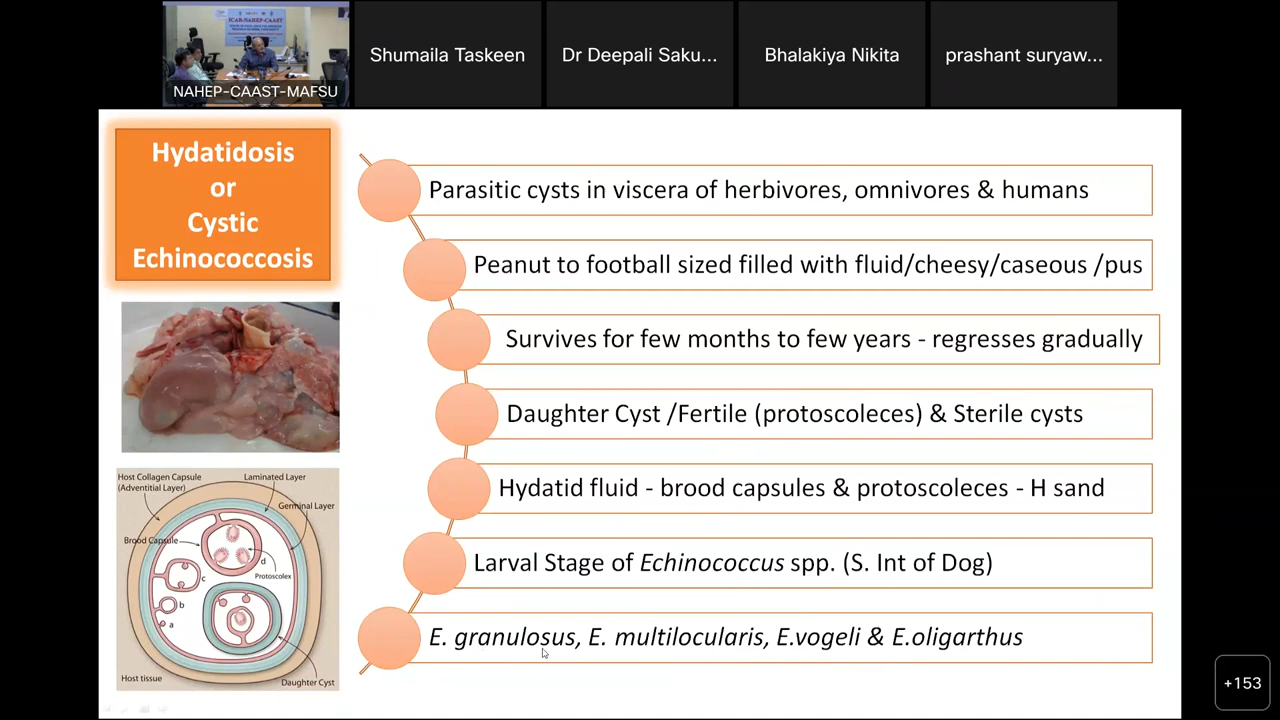 ICAR-NAHEP-CAAST
NAHEP-CAAST-MAFSU
Shumaila Taskeen
Dr Deepali Saku...
Bhalakiya Nikita
prashant suryaw...
Hydatidosis
or
Cystic
Echinococcosis
Parasitic cysts in viscera of herbivores, omnivores & humans
Peanut to football sized filled with fluid/cheesy/caseous /pus
Survives for few months to few years - regresses gradually
Daughter Cyst /Fertile (protoscoleces) & Sterile cysts
Hydatid fluid - brood capsules & protoscoleces - H sand
Larval Stage of Echinococcus spp. (S. Int of Dog)
E. granulosus, E. multilocularis, E.vogeli & E.oligarthus
Host Collagen Capsule
(Adventitial Layer)
Laminated Layer
Germinal Layer
Brood Capsule
d
Protoscolex
c
b
a
Host tissue
Daughter Cyst
+153